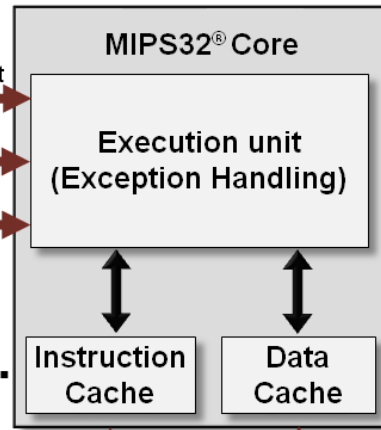 MIPS32® Core
t
Execution unit
(Exception Handling)
Instruction
Cache
Data
Cache
.